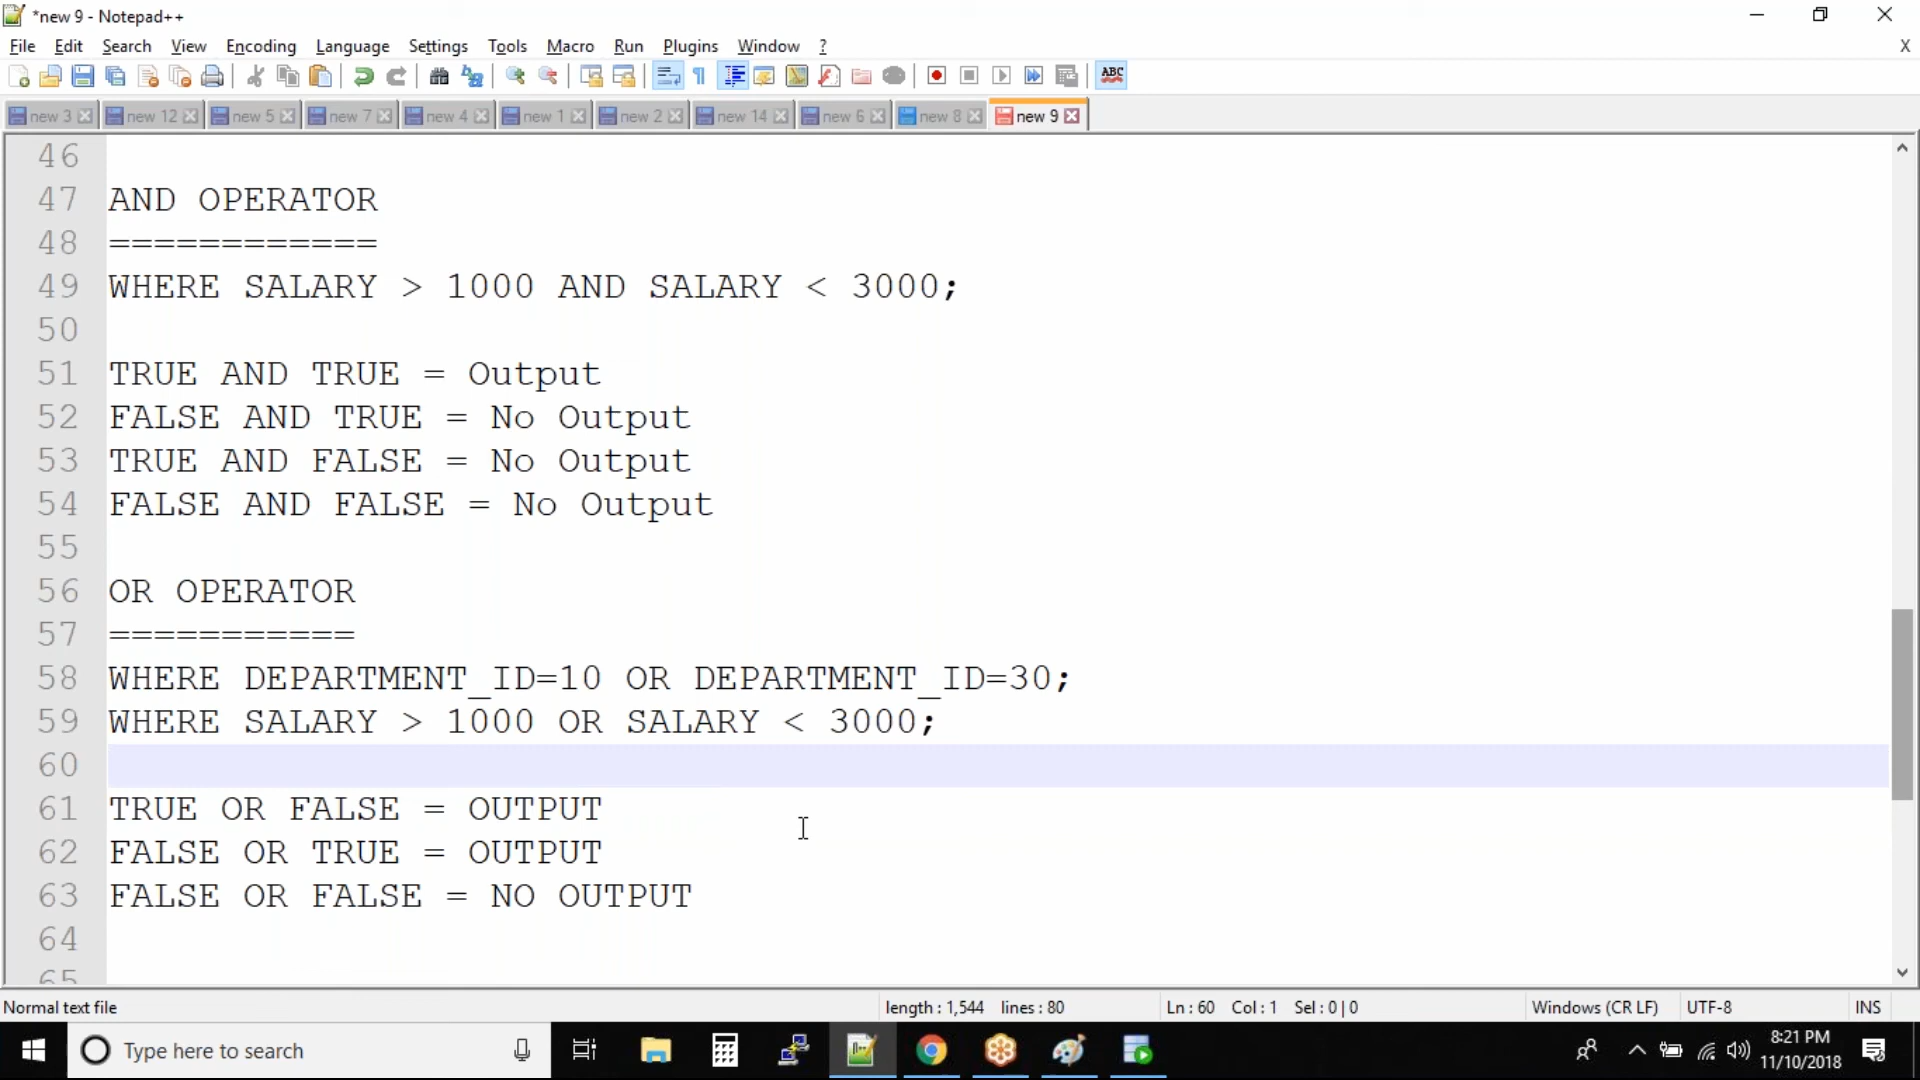 *new 9 - Notepad++
File Edit Search View Encoding Language Settings Tools Macro Run Plugins Window ? X
ABC
new 3 new 12 new 5 new 7 new 4 new 1 new 2 new 14 new 6 new 8 new 9
46
47 AND OPERATOR
48 ============
49 WHERE SALARY > 1000 AND SALARY < 3000;
50
51 TRUE AND TRUE = Output
52 FALSE AND TRUE = No Output
53 TRUE AND FALSE = No Output
54 FALSE AND FALSE = No Output
55
56 OR OPERATOR
57 ===========
58 WHERE DEPARTMENT_ID=10 OR DEPARTMENT_ID=30;
59 WHERE SALARY > 1000 OR SALARY < 3000;
60
61 TRUE OR FALSE = OUTPUT
62 FALSE OR TRUE = OUTPUT
63 FALSE OR FALSE = NO OUTPUT
64
65
Normal text file length : 1,544 lines : 80 Ln : 60 Col : 1 Sel : 0 | 0 Windows (CR LF) UTF-8 INS
Type here to search
8:21 PM
11/10/2018